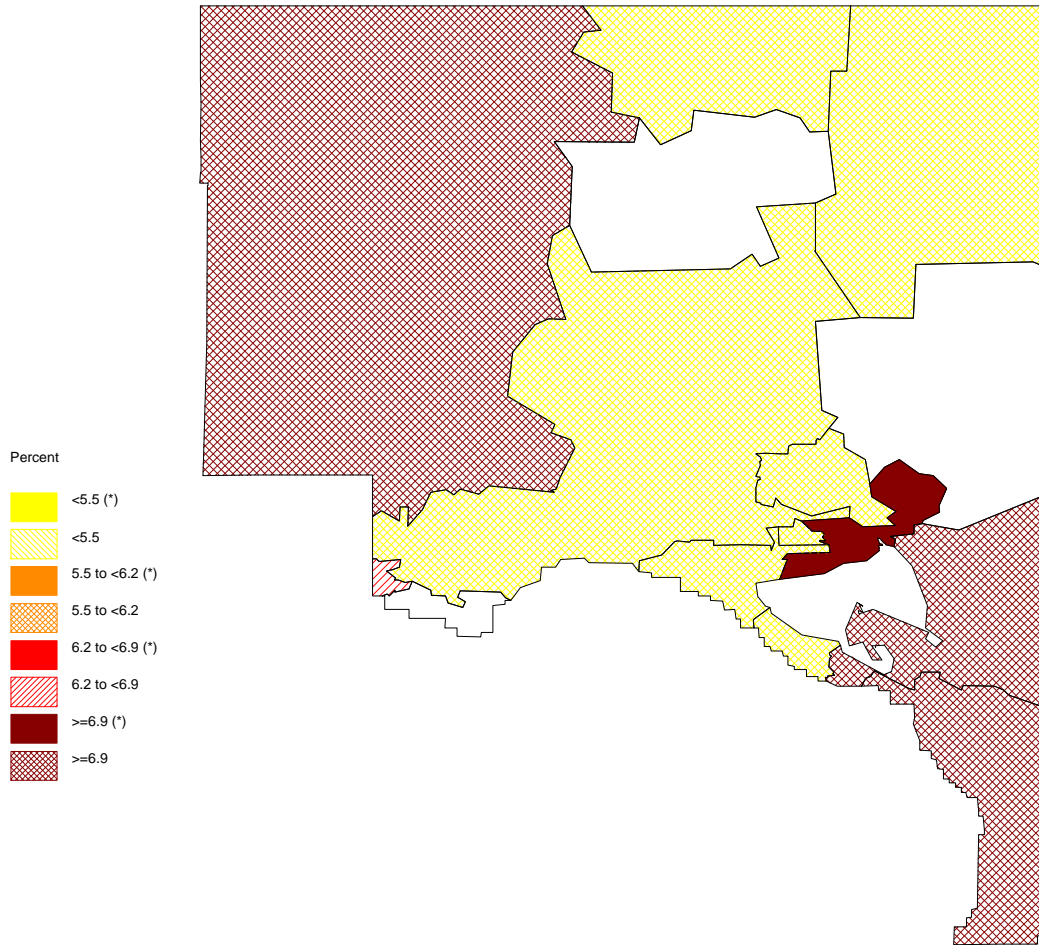 Percent
<5.5 (*)
<5.5
5.5 to <6.2 (*)
5.5 to <6.2
6.2 to <6.9 (*)
6.2 to <6.9
>=6.9 (*)
>=6.9